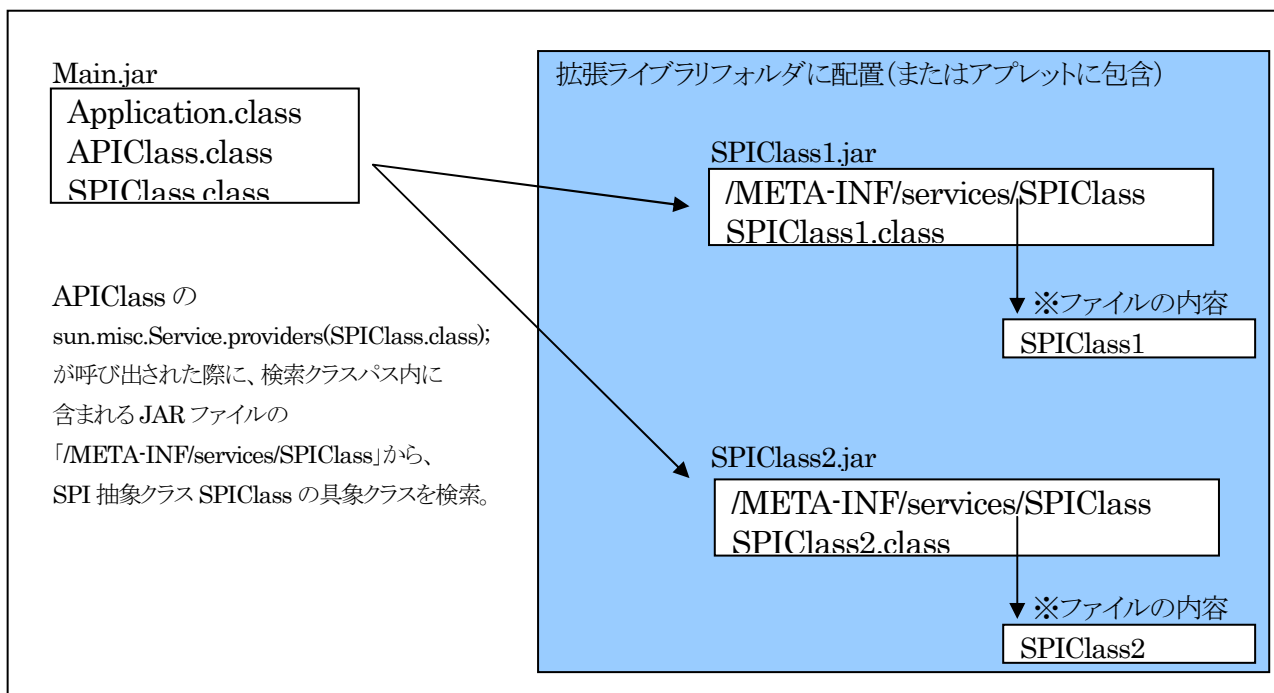 Main.jar
Application.class
APIClass.class
SPIClass.class
APIClass の
sun.misc.Service.providers(SPIClass.class);
が呼び出された際に、検索クラスパス内に
含まれる JAR ファイルの
「/META-INF/services/SPIClass」から、
SPI 抽象クラス SPIClass の具象クラスを検索。
拡張ライブラリフォルダに配置(またはアプレットに包含)
SPIClass1.jar
/META-INF/services/SPIClass
SPIClass1.class
※ファイルの内容
SPIClass1
SPIClass2.jar
/META-INF/services/SPIClass
SPIClass2.class
※ファイルの内容
SPIClass2